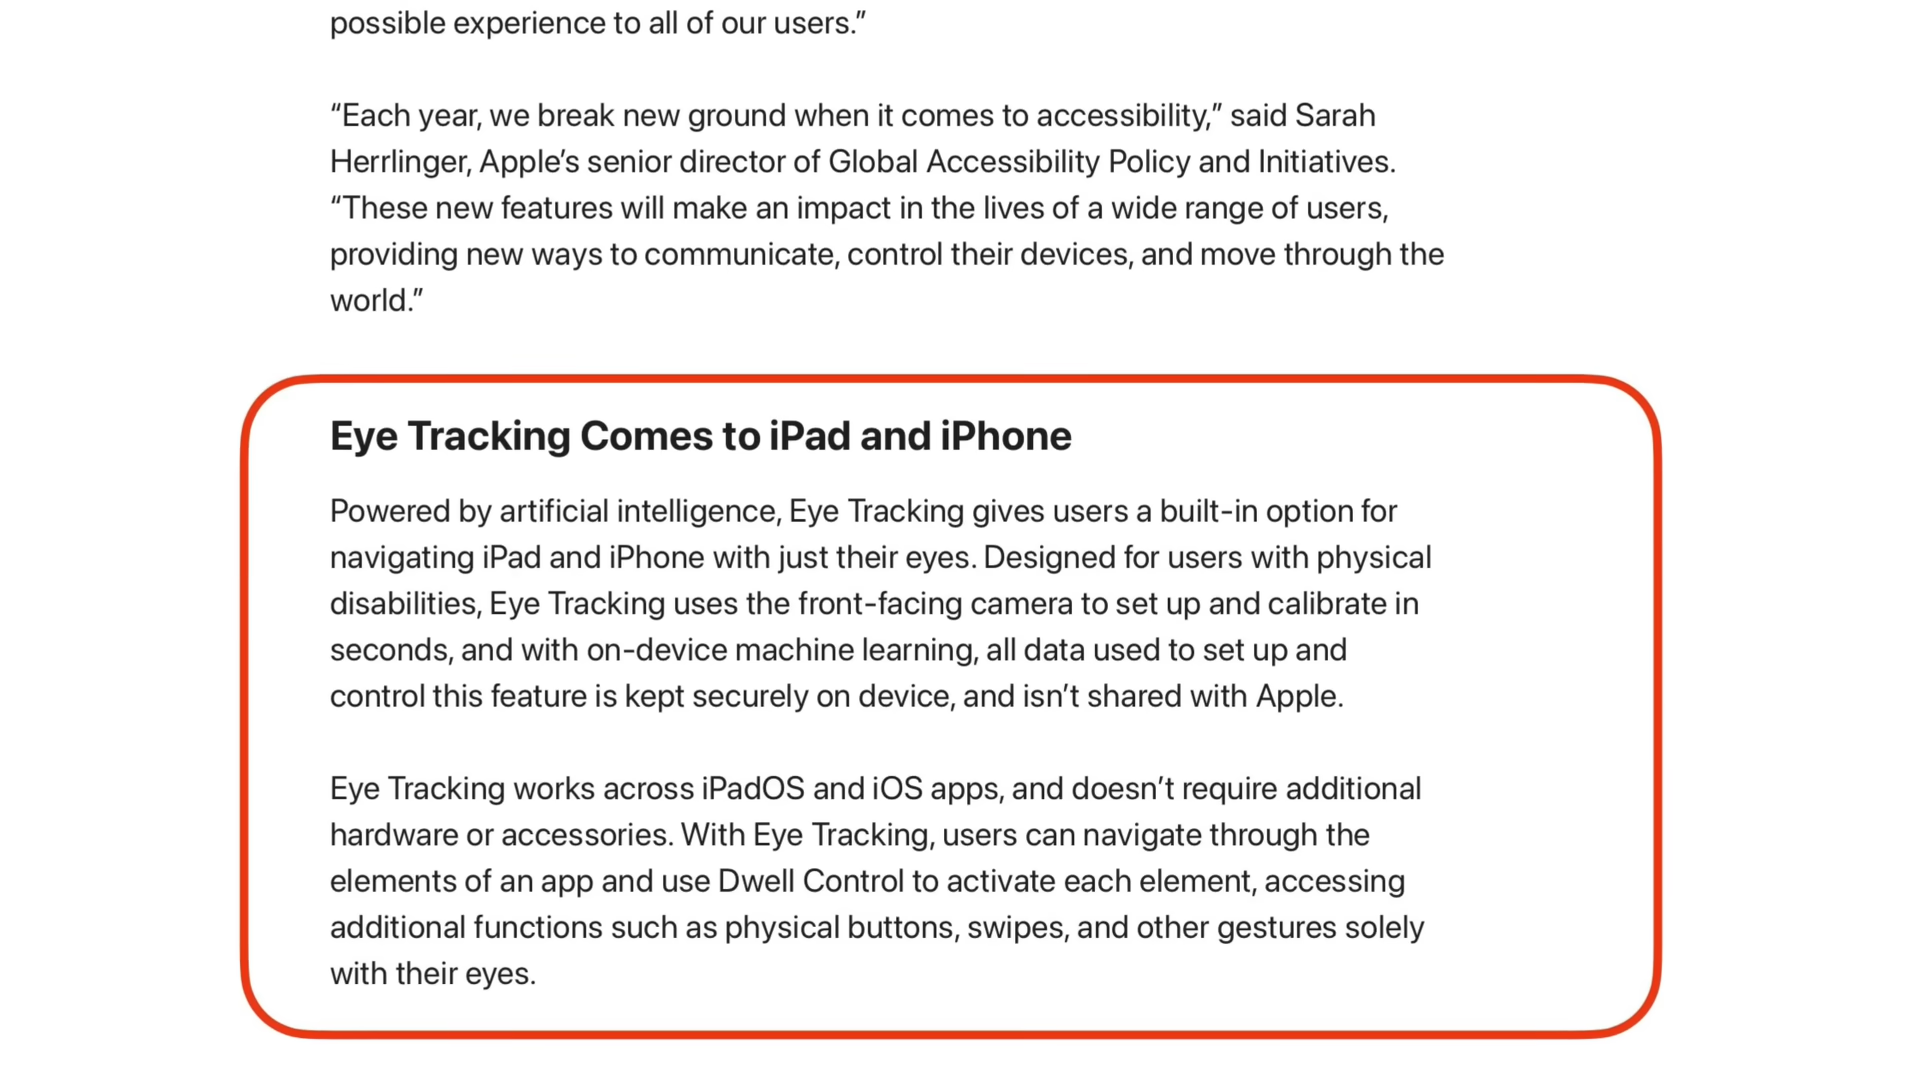 possible experience to all of our users.”
“Each year, we break new ground when it comes to accessibility,” said Sarah
Herrlinger, Apple’s senior director of Global Accessibility Policy and Initiatives.
“These new features will make an impact in the lives of a wide range of users,
providing new ways to communicate, control their devices, and move through the
world.”
Eye Tracking Comes to iPad and iPhone
Powered by artificial intelligence, Eye Tracking gives users a built-in option for
navigating iPad and iPhone with just their eyes. Designed for users with physical
disabilities, Eye Tracking uses the front-facing camera to set up and calibrate in
seconds, and with on-device machine learning, all data used to set up and
control this feature is kept securely on device, and isn’t shared with Apple.
Eye Tracking works across iPadOS and iOS apps, and doesn’t require additional
hardware or accessories. With Eye Tracking, users can navigate through the
elements of an app and use Dwell Control to activate each element, accessing
additional functions such as physical buttons, swipes, and other gestures solely
with their eyes.